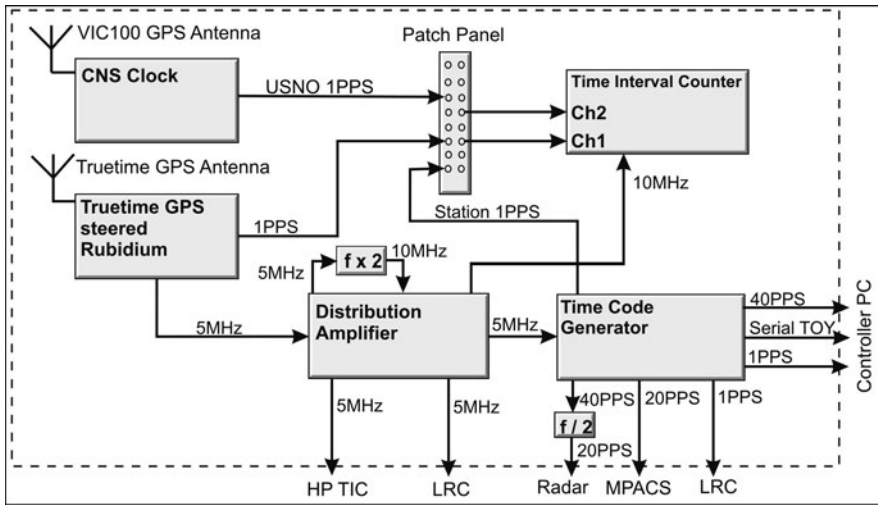 VIC100 GPS Antenna
Patch Panel
CNS Clock
USNO 1PPS
Time Interval Counter
Ch2
Ch1
Truetime GPS Antenna
10MHz
Truetime GPS
steered
Rubidium
1PPS
Station 1PPS
5MHz
f x 2
10MHz
Distribution
Amplifier
5MHz
5MHz
Time Code
Generator
40PPS
Serial TOY
1PPS
Controller PC
5MHz
5MHz
40PPS
20PPS
1PPS
f / 2
20PPS
HP TIC
LRC
Radar
MPACS
LRC